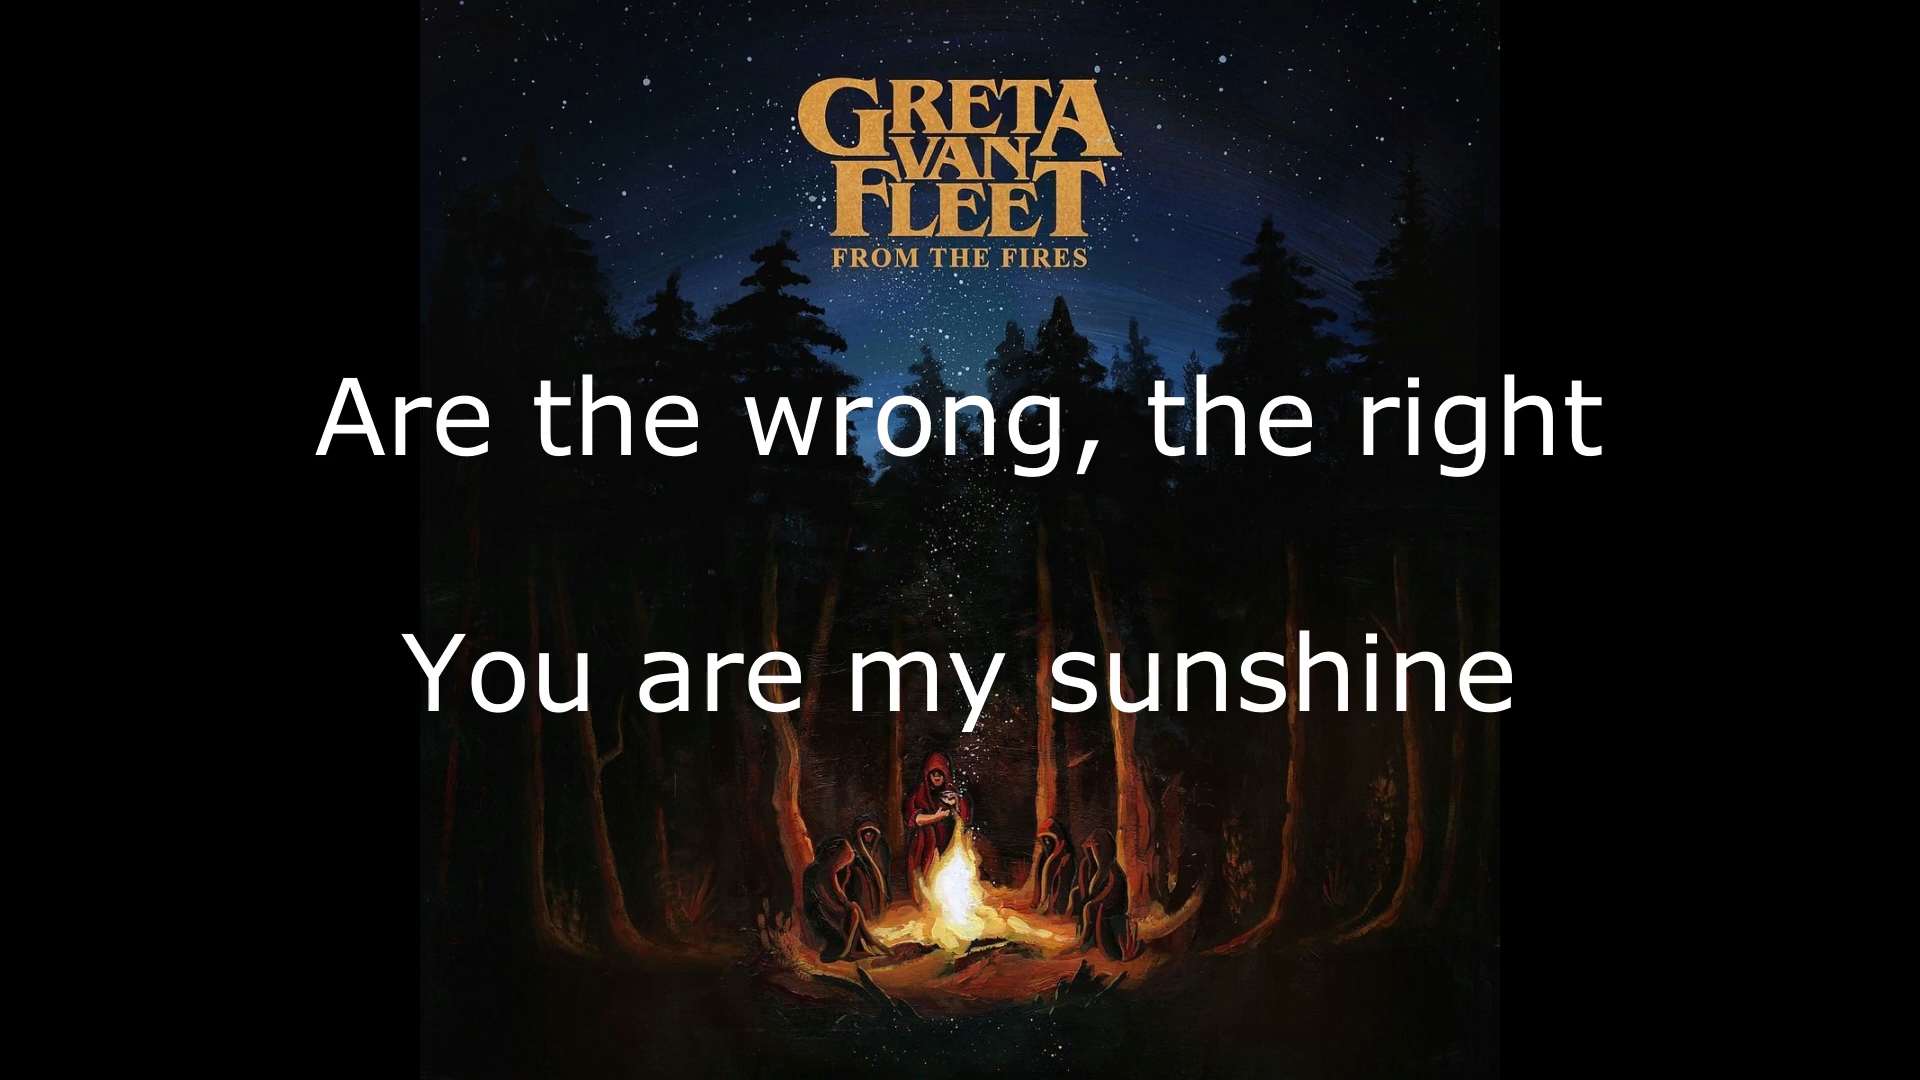 GRETA
VAN
FLEET
FROM THE FIRES
Are the wrong, the right
You are my sunshine